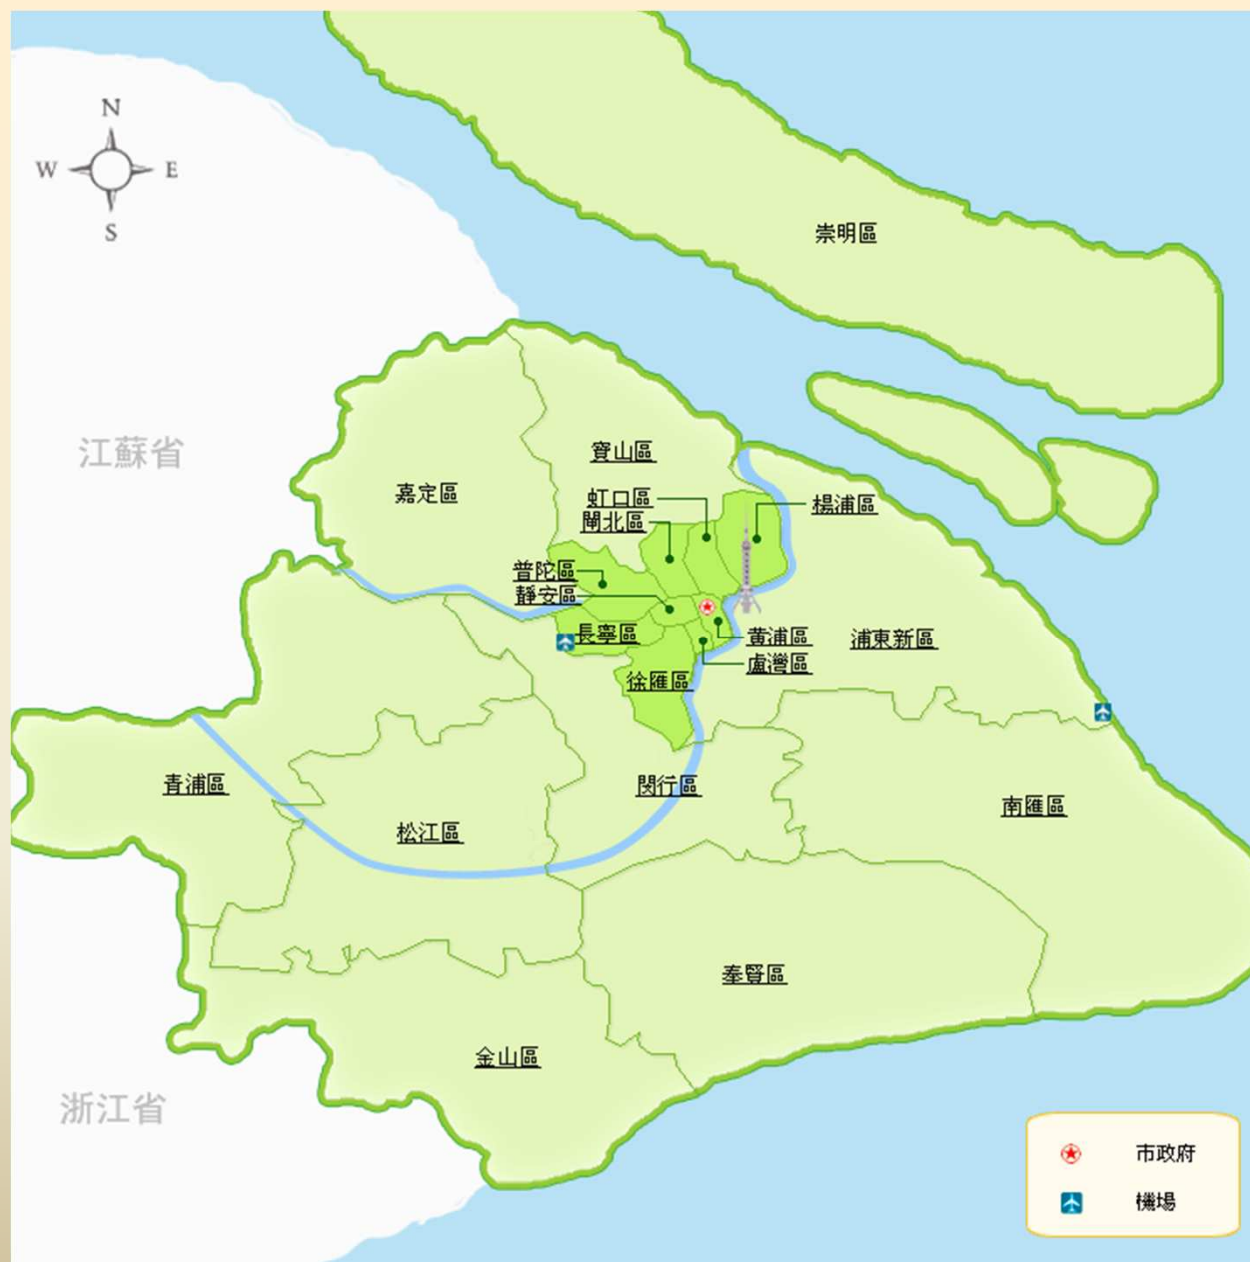 N
W
E
S
崇明區
江蘇省
寶山區
嘉定區
虹口區
楊浦區
閘北區
普陀區
靜安區
長寧區
黃浦區
浦東新區
盧灣區
徐匯區
青浦區
閔行區
南匯區
松江區
奉賢區
金山區
浙江省
市政府
機場